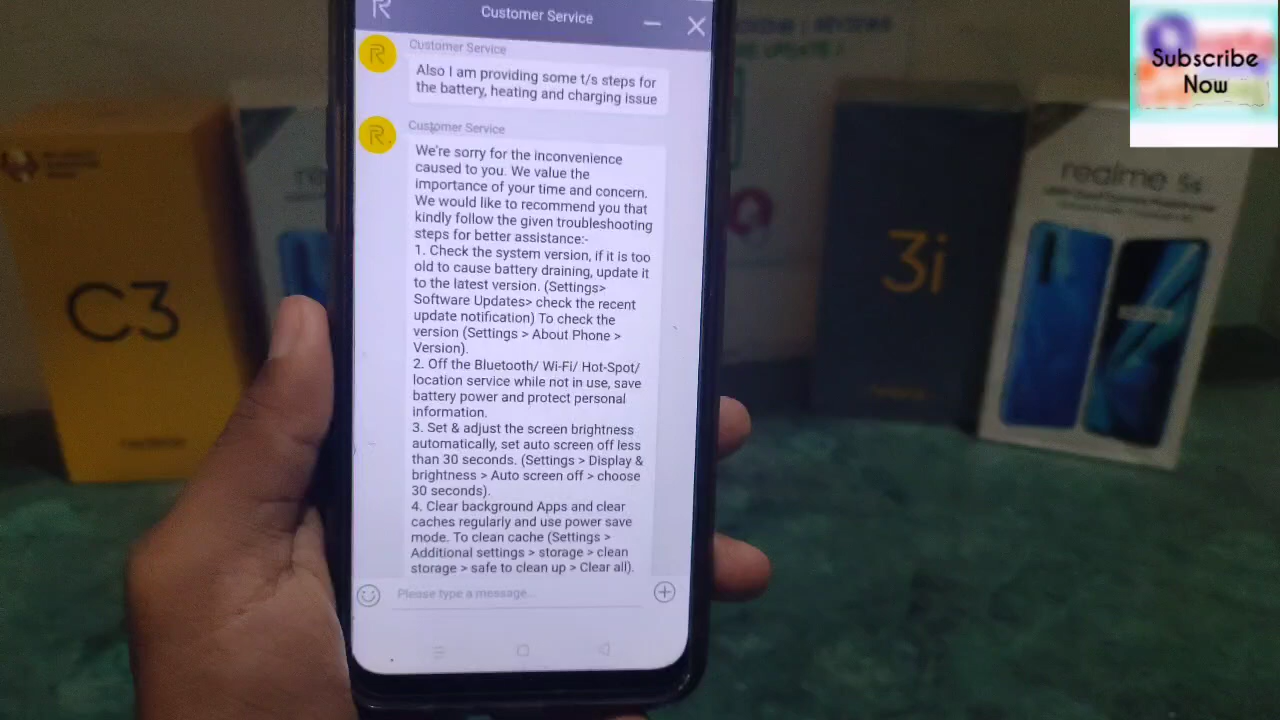 R
Customer Service
Customer Service
Also I am providing some t/s steps for
the battery, heating and charging issue
Customer Service
We're sorry for the inconvenience
caused to you. We value the
importance of your time and concern.
We would like to recommend you that
kindly follow the given troubleshooting
steps for better assistance:-
1. Check the system version, if it is too
old to cause battery draining, update it
to the latest version. (Settings>
Software Updates> check the recent
update notification) To check the
version (Settings > About Phone >
Version).
2. Off the Bluetooth/ Wi-Fi/ Hot-Spot/
location service while not in use, save
battery power and protect personal
information.
3. Set & adjust the screen brightness
automatically, set auto screen off less
than 30 seconds. (Settings > Display &
brightness > Auto screen off > choose
30 seconds).
4. Clear background Apps and clear
caches regularly and use power save
mode. To clean cache (Settings >
Additional settings > storage > clean
storage > safe to clean up > Clear all).
Please type a message...
Subscribe
Now
C3
3i
realme 5s